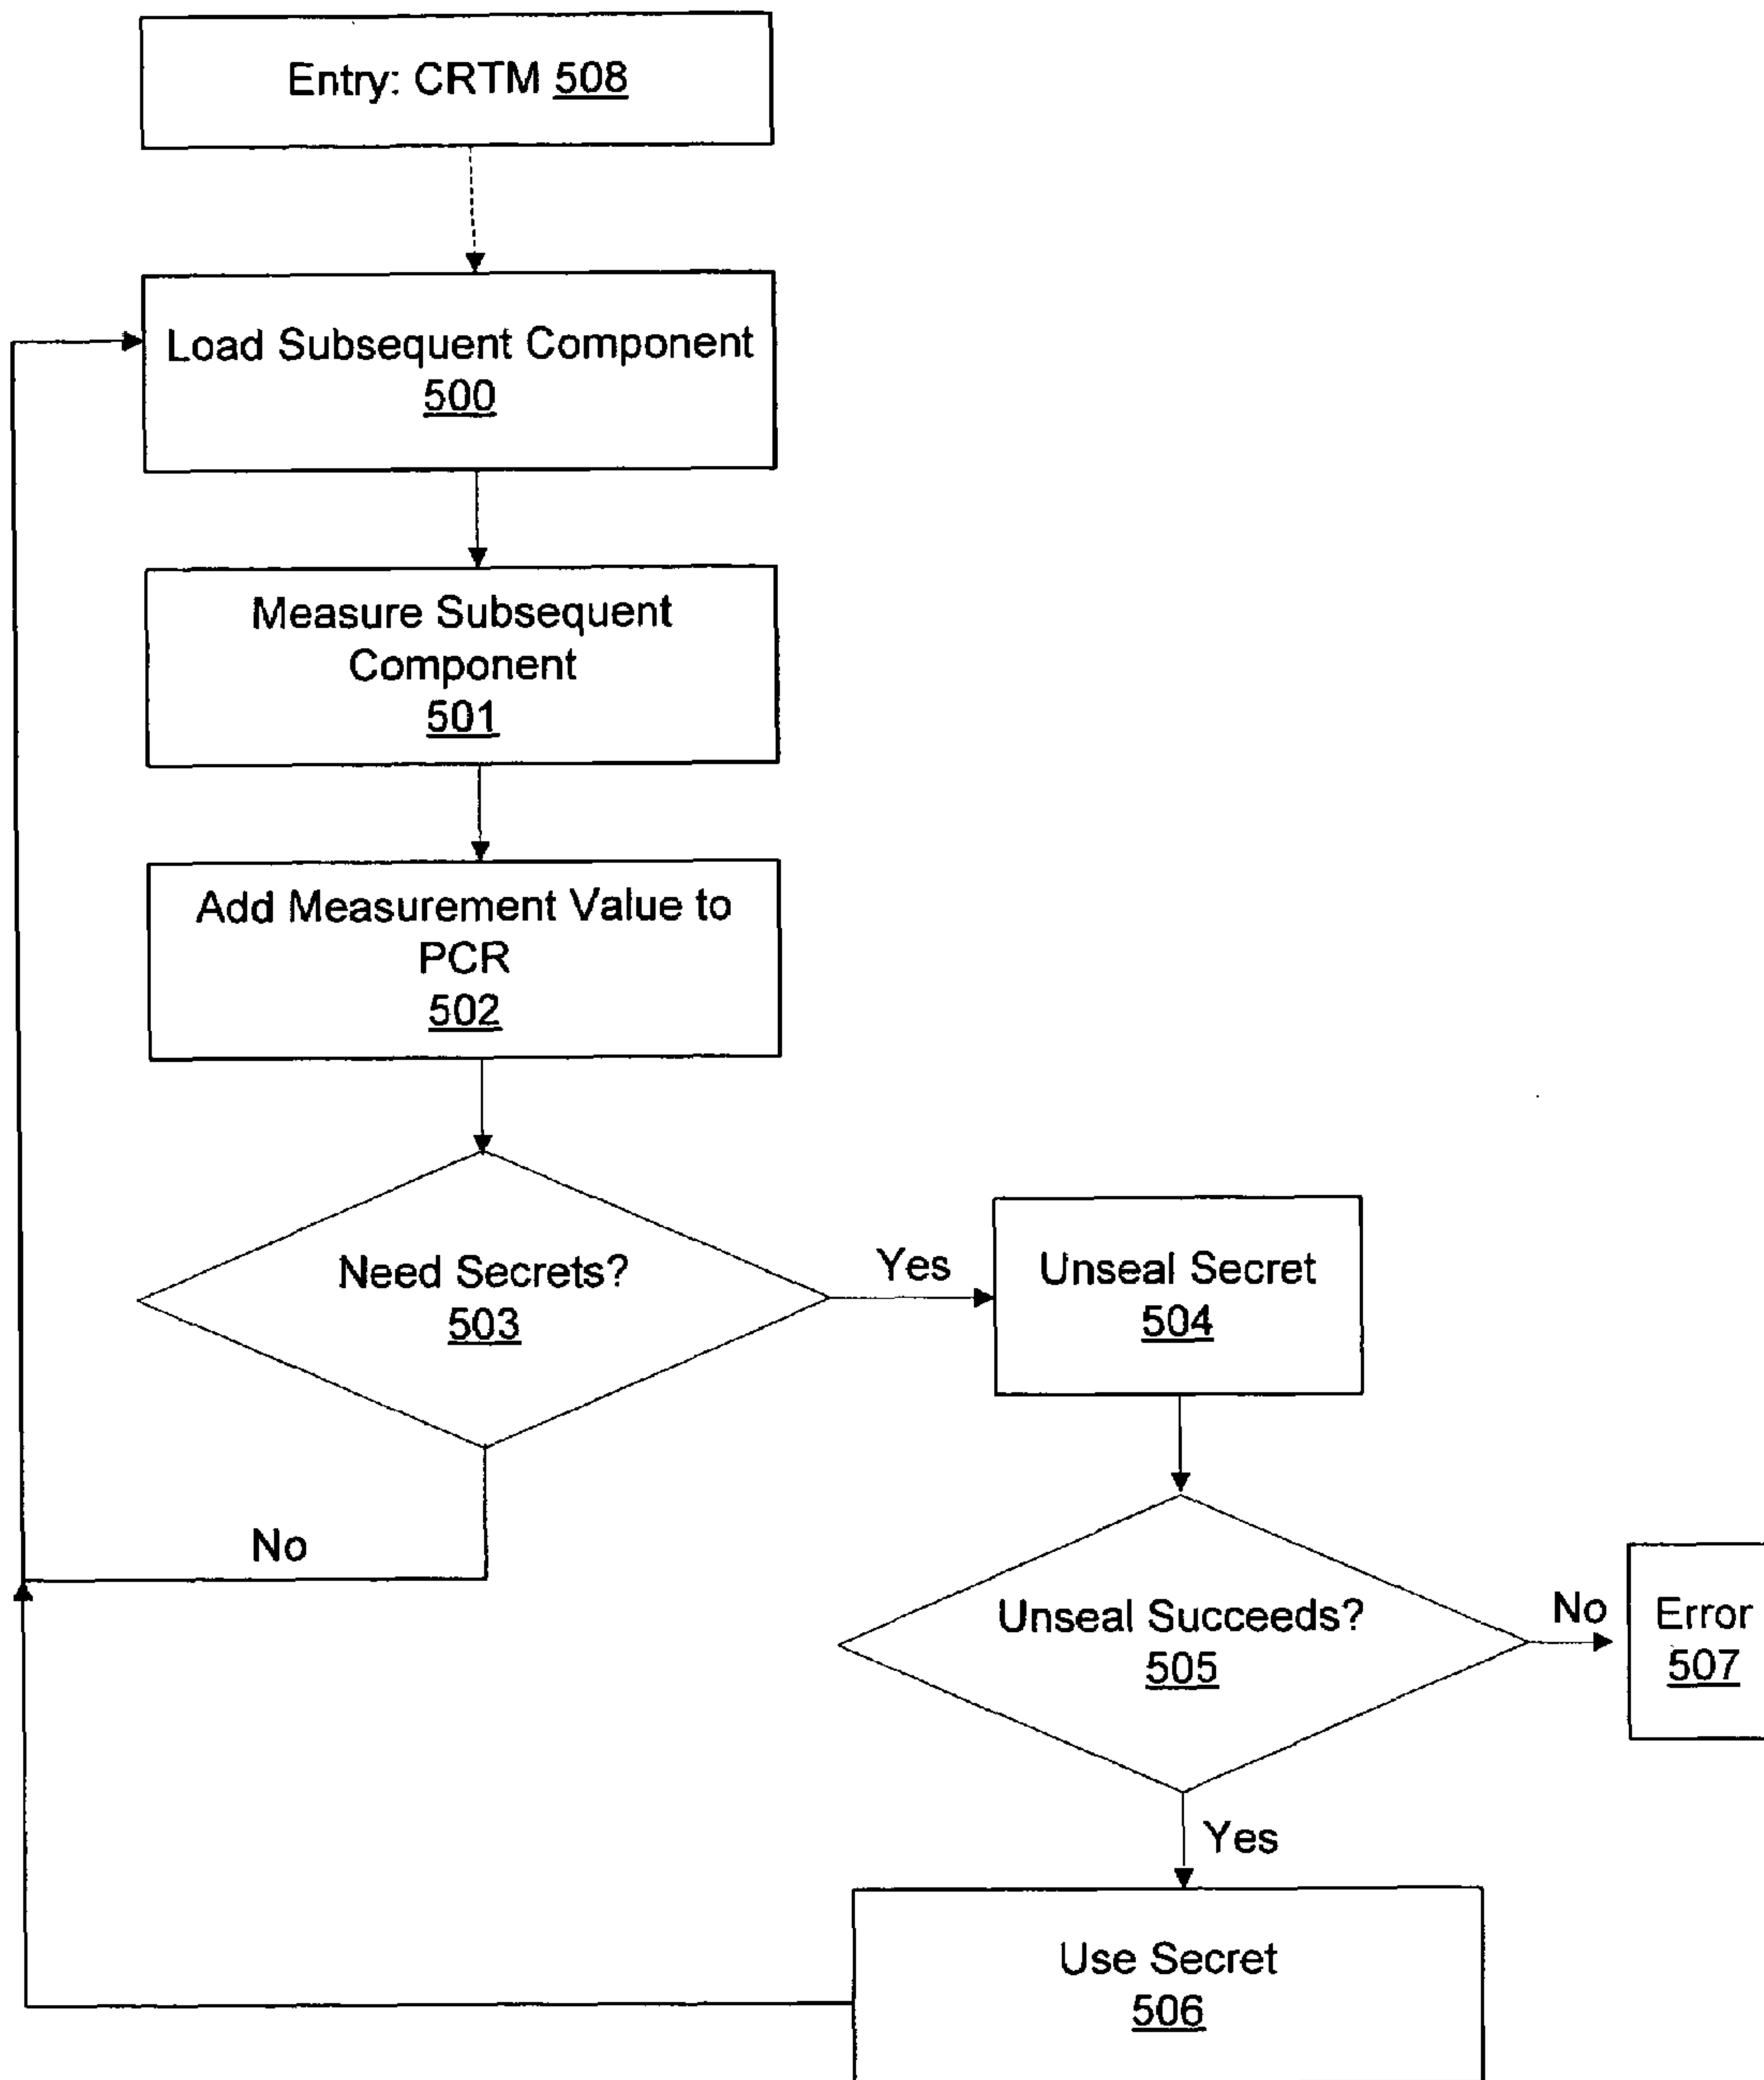 Entry: CRTM 508
Load Subsequent Component
500
Measure Subsequent
Component
501
Add Measurement Value to
PCR
502
Need Secrets?
503
Yes
Unseal Secret
504
No
Unseal Succeeds?
505
No
Error
507
Yes
Use Secret
506